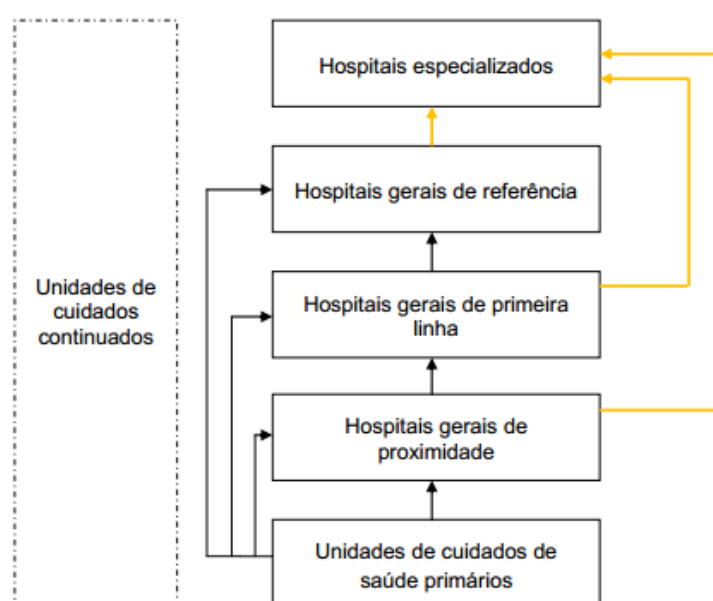 Hospitais especializados
Hospitais gerais de referência
Unidades de
cuidados
continuados
Hospitais gerais de primeira
linha
Hospitais gerais de
proximidade
Unidades de cuidados de
saúde primários